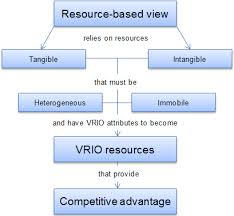 Resource-based view
relies on resources
Tangible
Intangible
that must be
Heterogeneous
Immobile
and have VRIO attributes to become
VRIO resources
that provide
Competitive advantage